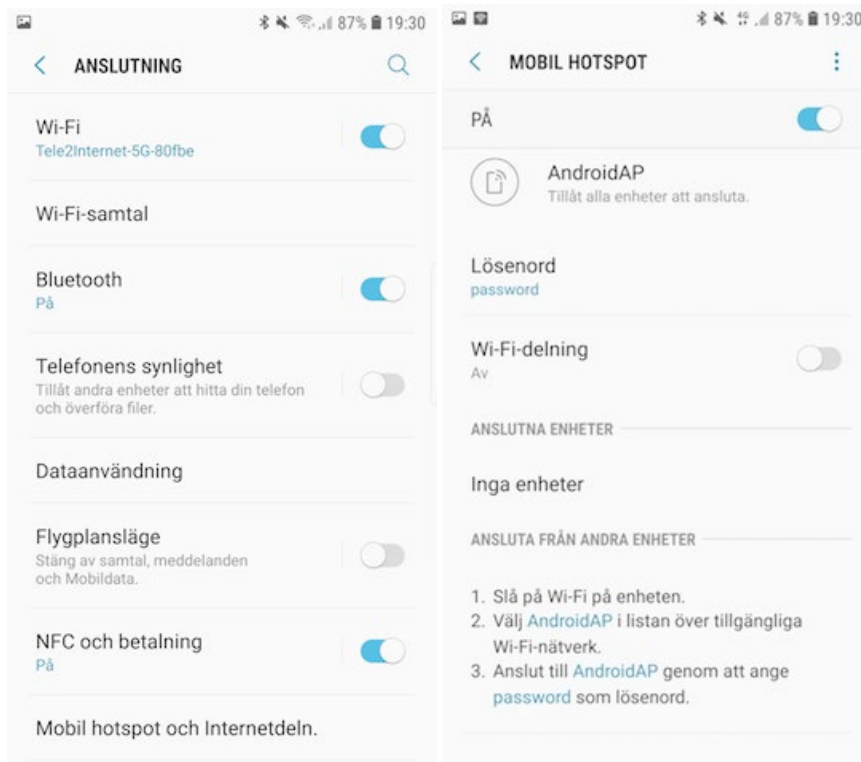 87% 19:30
ANSLUTNING
Wi-Fi
Tele2Internet-5G-80fbe
Wi-Fi-samtal
Bluetooth
På
Telefonens synlighet
Tillåt andra enheter att hitta din telefon
och överföra filer.
Dataanvändning
Flygplansläge
Stäng av samtal, meddelanden
och Mobildata.
NFC och betalning
På
Mobil hotspot och Internetdeln.
4G 87% 19:30
MOBIL HOTSPOT
PÅ
AndroidAP
Tillåt alla enheter att ansluta.
Lösenord
password
Wi-Fi-delning
Av
ANSLUTNA ENHETER
Inga enheter
ANSLUTA FRÅN ANDRA ENHETER
1. Slå på Wi-Fi på enheten.
2. Välj AndroidAP i listan över tillgängliga
Wi-Fi-nätverk.
3. Anslut till AndroidAP genom att ange
password som lösenord.